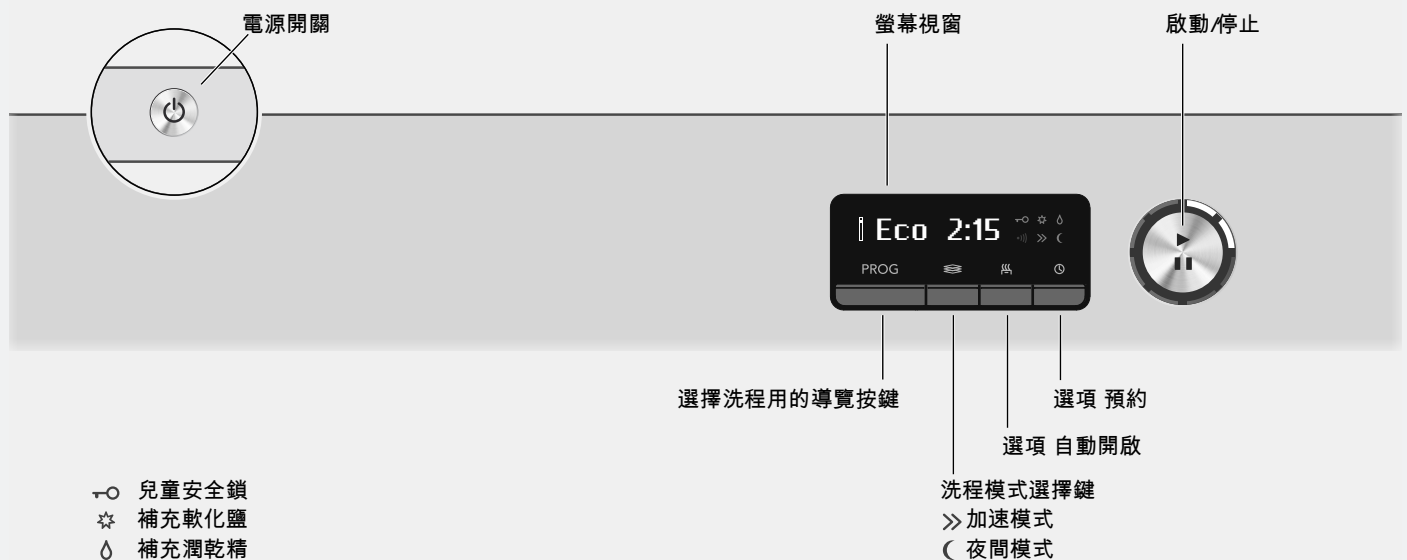 電源開關
螢幕視窗
啟動/停止
Eco 2:15
PROG
選擇洗程用的導覽按鍵
選項 預約
選項 自動開啟
兒童安全鎖
補充軟化鹽
補充潤乾精
洗程模式選擇鍵
加速模式
夜間模式